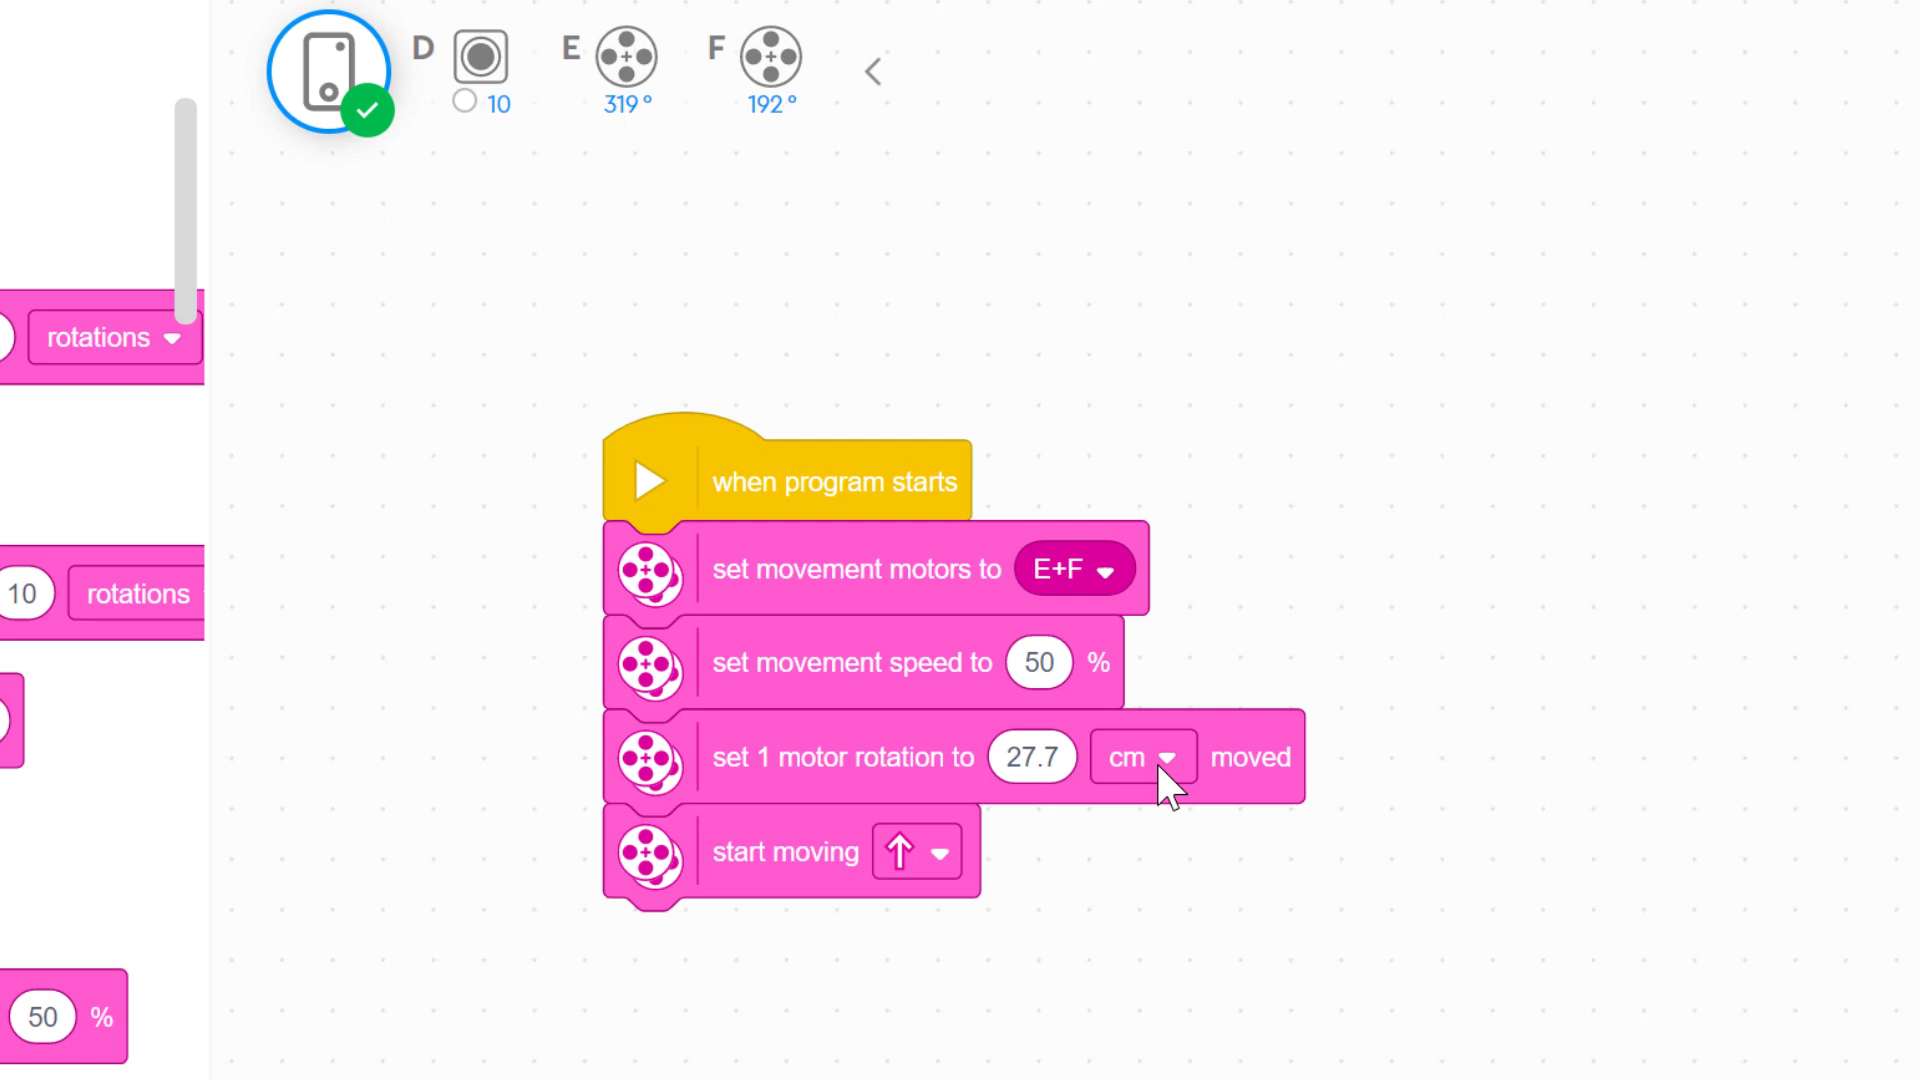 D E F
10 319° 192°
rotations
when program starts
set movement motors to E+F
10 rotations
set movement speed to 50 %
set 1 motor rotation to 27.7 cm moved
start moving
50 %